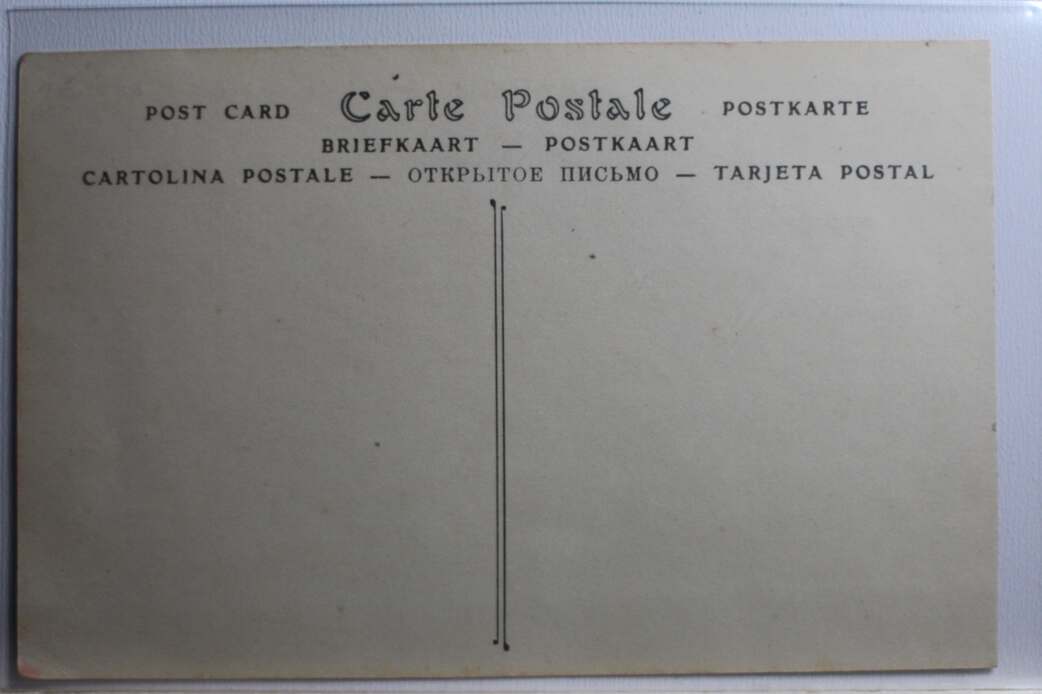 POST CARD Carte Postale POSTKARTE
BRIEFKAART — POSTKAART
CARTOLINA POSTALE — ОТКРЫТОЕ ПИСЬМО — TARJETA POSTAL